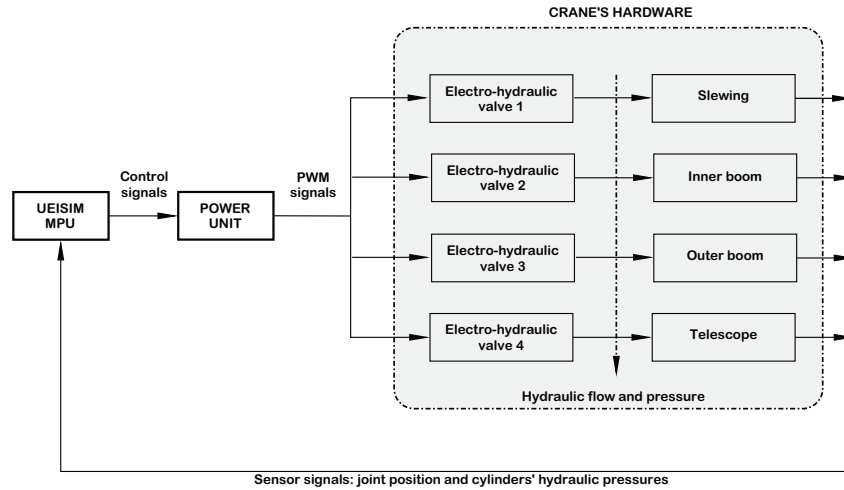 CRANE'S HARDWARE
Electro-hydraulic
valve 1
Slewing
Control
signals
PWM
signals
Electro-hydraulic
valve 2
Inner boom
UEISIM
MPU
POWER
UNIT
Electro-hydraulic
valve 3
Outer boom
Electro-hydraulic
valve 4
Telescope
Hydraulic flow and pressure
Sensor signals: joint position and cylinders' hydraulic pressures